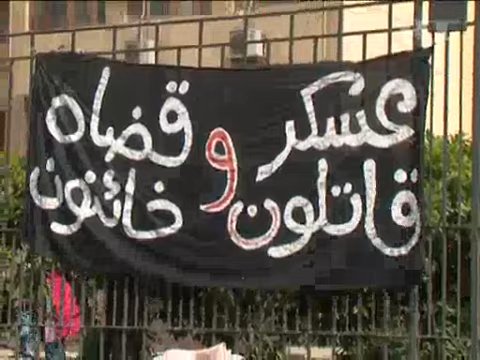 عسكر
قاتلون
و
قضاه
خائنون